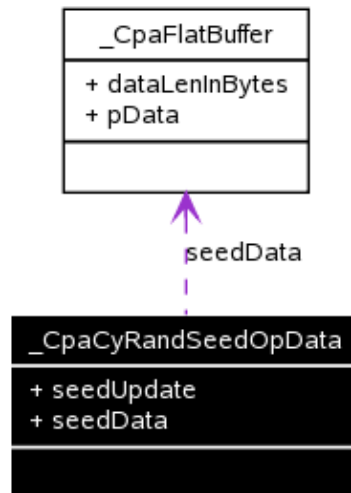 _CpaFlatBuffer
+ dataLenInBytes
+ pData
seedData
_CpaCyRandSeedOpData
+ seedUpdate
+ seedData